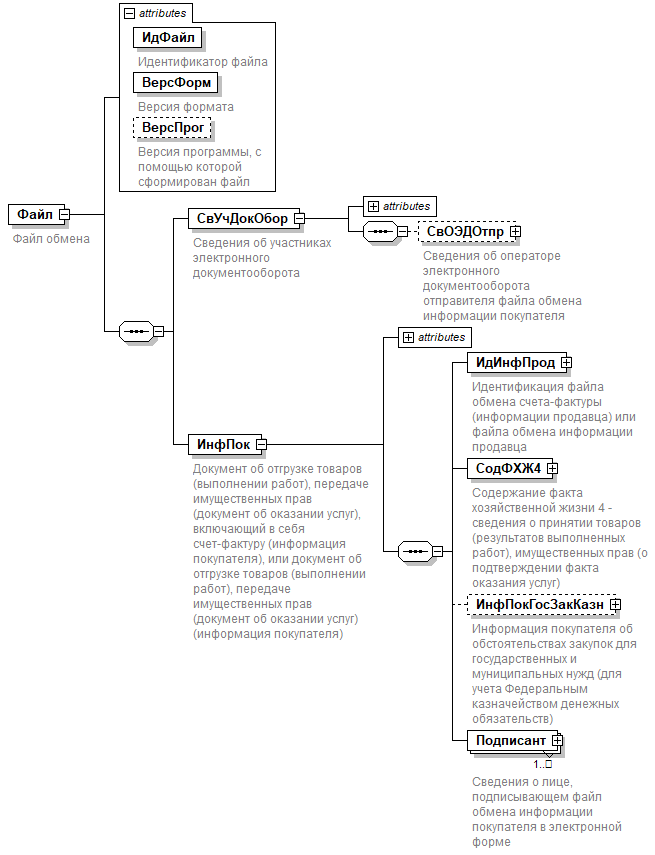 attributes
ИдФайл
Идентификатор файла
ВерсФорм
Версия формата
ВерсПрог
Версия программы, с
помощью которой
сформирован файл
Файл
Файл обмена
СвУчДокОбор
Сведения об участниках
электронного
документооборота
attributes
СвОЭДОтпр
Сведения об операторе
электронного
документооборота
отправителя файла обмена
информации покупателя
ИнфПок
Документ об отгрузке товаров
(выполнении работ), передаче
имущественных прав
(документ об оказании услуг),
включающий в себя
счет-фактуру (информация
покупателя), или документ об
отгрузке товаров (выполнении
работ), передаче
имущественных прав
(документ об оказании услуг)
(информация покупателя)
attributes
ИдИнфПрод
Идентификация файла
обмена счета-фактуры
(информации продавца) или
файла обмена информации
продавца
СодФХЖ4
Содержание факта
хозяйственной жизни 4 -
сведения о принятии товаров
(результатов выполненных
работ), имущественных прав (о
подтверждении факта
оказания услуг)
ИнфПокГосЗакКазн
Информация покупателя об
обстоятельствах закупок для
государственных и
муниципальных нужд (для
учета Федеральным
казначейством денежных
обязательств)
Подписант
1..□
Сведения о лице,
подписывающем файл
обмена информации
покупателя в электронной
форме